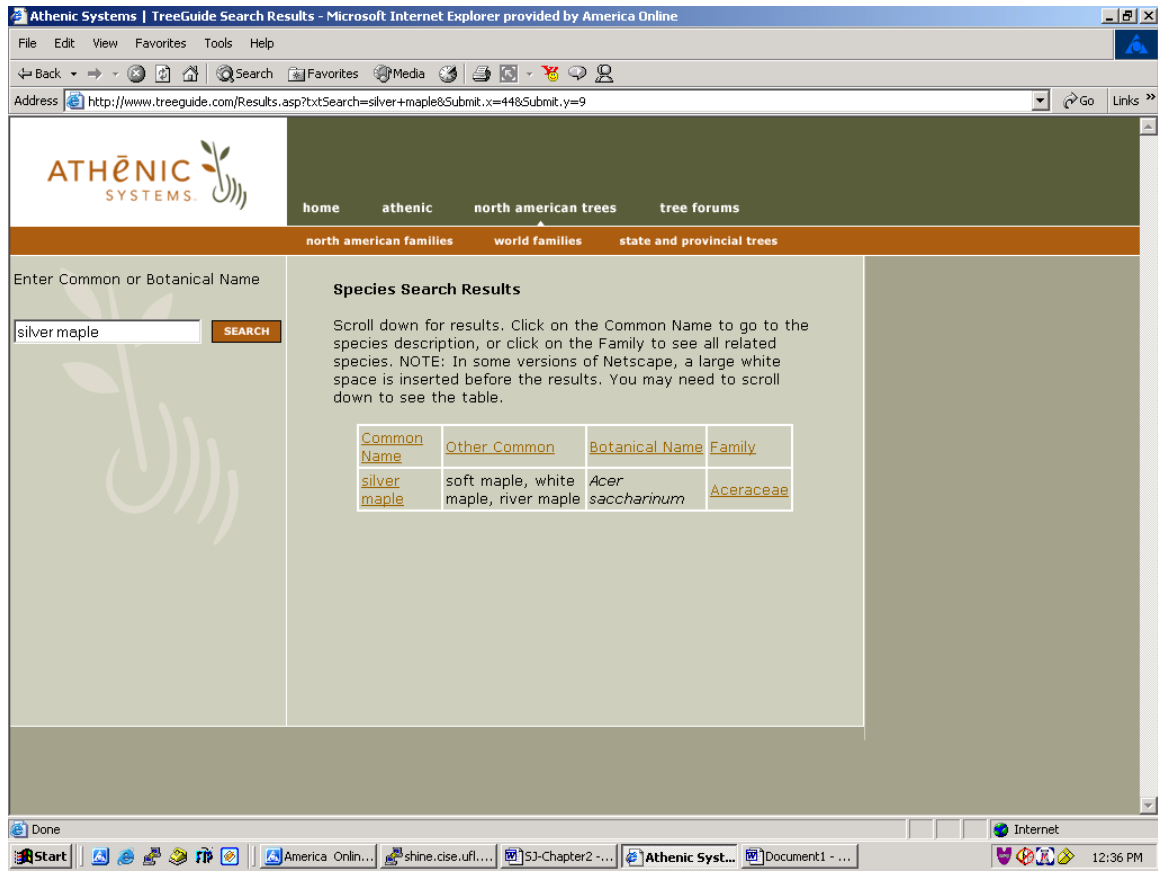 Athenic Systems | TreeGuide Search Results - Microsoft Internet Explorer provided by America Online
File Edit View Favorites Tools Help
Back Search Favorites Media
Address http://www.treeguide.com/Results.asp?txtSearch=silver+maple&Submit.x=44&Submit.y=9 Go Links »
ATHĒNIC
SYSTEMS
home athenic north american trees tree forums
north american families world families state and provincial trees
Enter Common or Botanical Name
silver maple SEARCH
Species Search Results
Scroll down for results. Click on the Common Name to go to the
species description, or click on the Family to see all related
species. NOTE: In some versions of Netscape, a large white
space is inserted before the results. You may need to scroll
down to see the table.
Common Name Other Common Botanical Name Family
silver maple soft maple, white maple, river maple Acer saccharinum Aceraceae
Done Internet
Start America Onlin... shine.cise.ufl.... SJ-Chapter2 -... Athenic Syst... Document1 - ... 12:36 PM